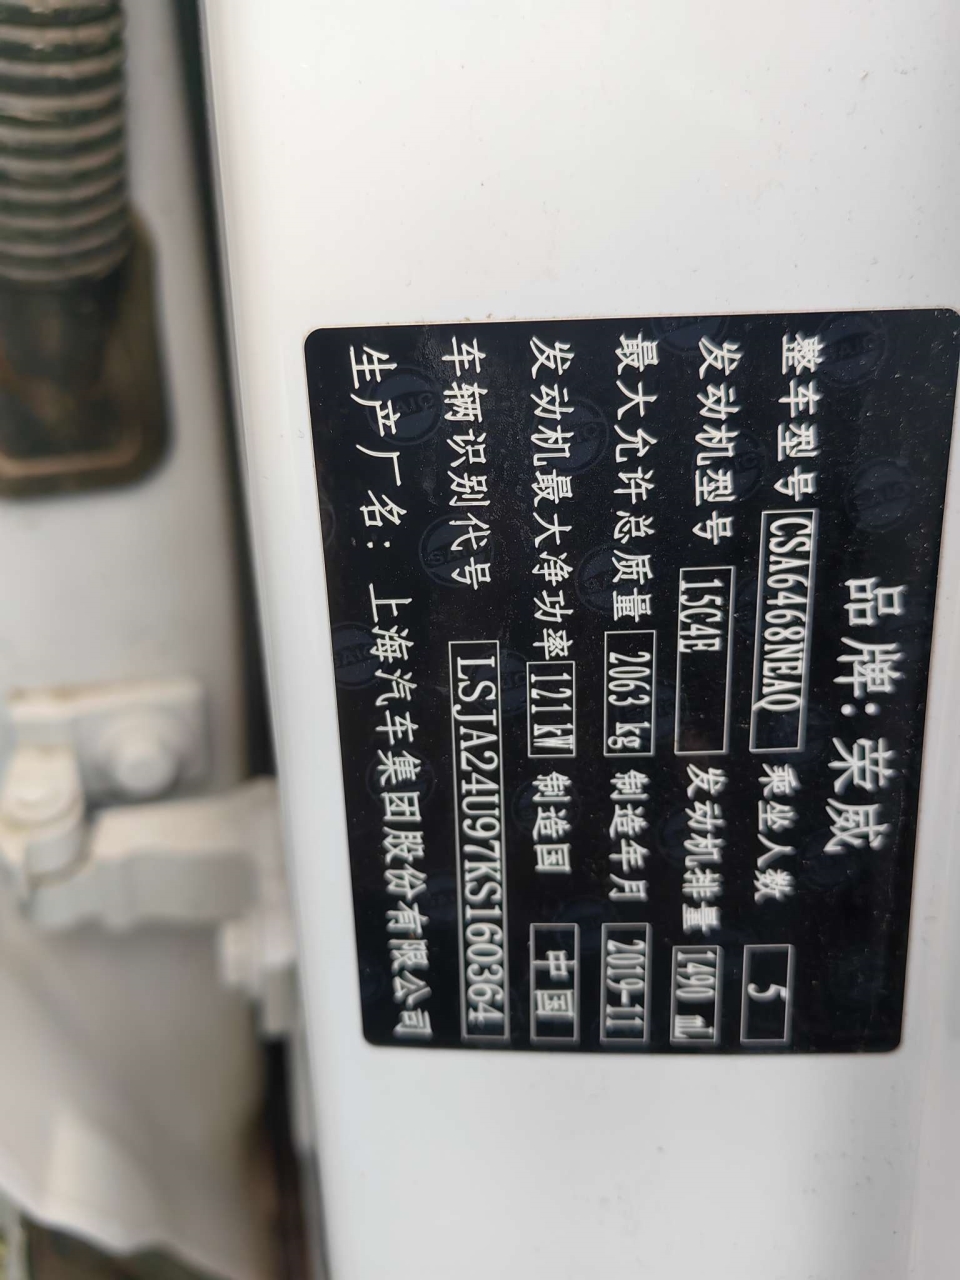 品牌: 荣威
整车型号 CSA6468NEAQ 乘坐人数 5
发动机型号 15C4E 发动机排量 1490 mL
最大允许总质量 2063 kg 制造年月 2019-11
发动机最大净功率 121 kW 制造国 中国
车辆识别代号 LSJA24U97KS160364
生产厂名: 上海汽车集团股份有限公司